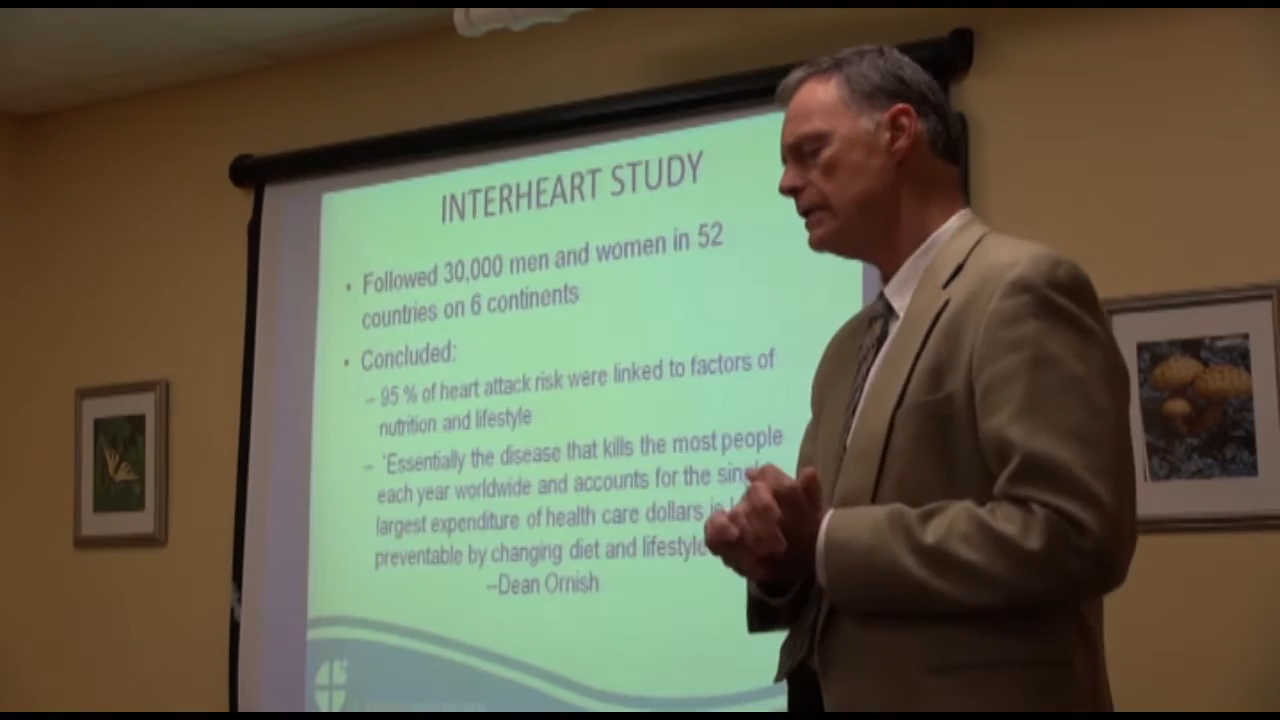 INTERHEART STUDY
• Followed 30,000 men and women in 52
countries on 6 continents
• Concluded:
– 95 % of heart attack risk were linked to factors of
nutrition and lifestyle
– 'Essentially the disease that kills the most people
each year worldwide and accounts for the
largest expenditure of health care dollars
preventable by changing diet and lifestyle
–Dean Ornish